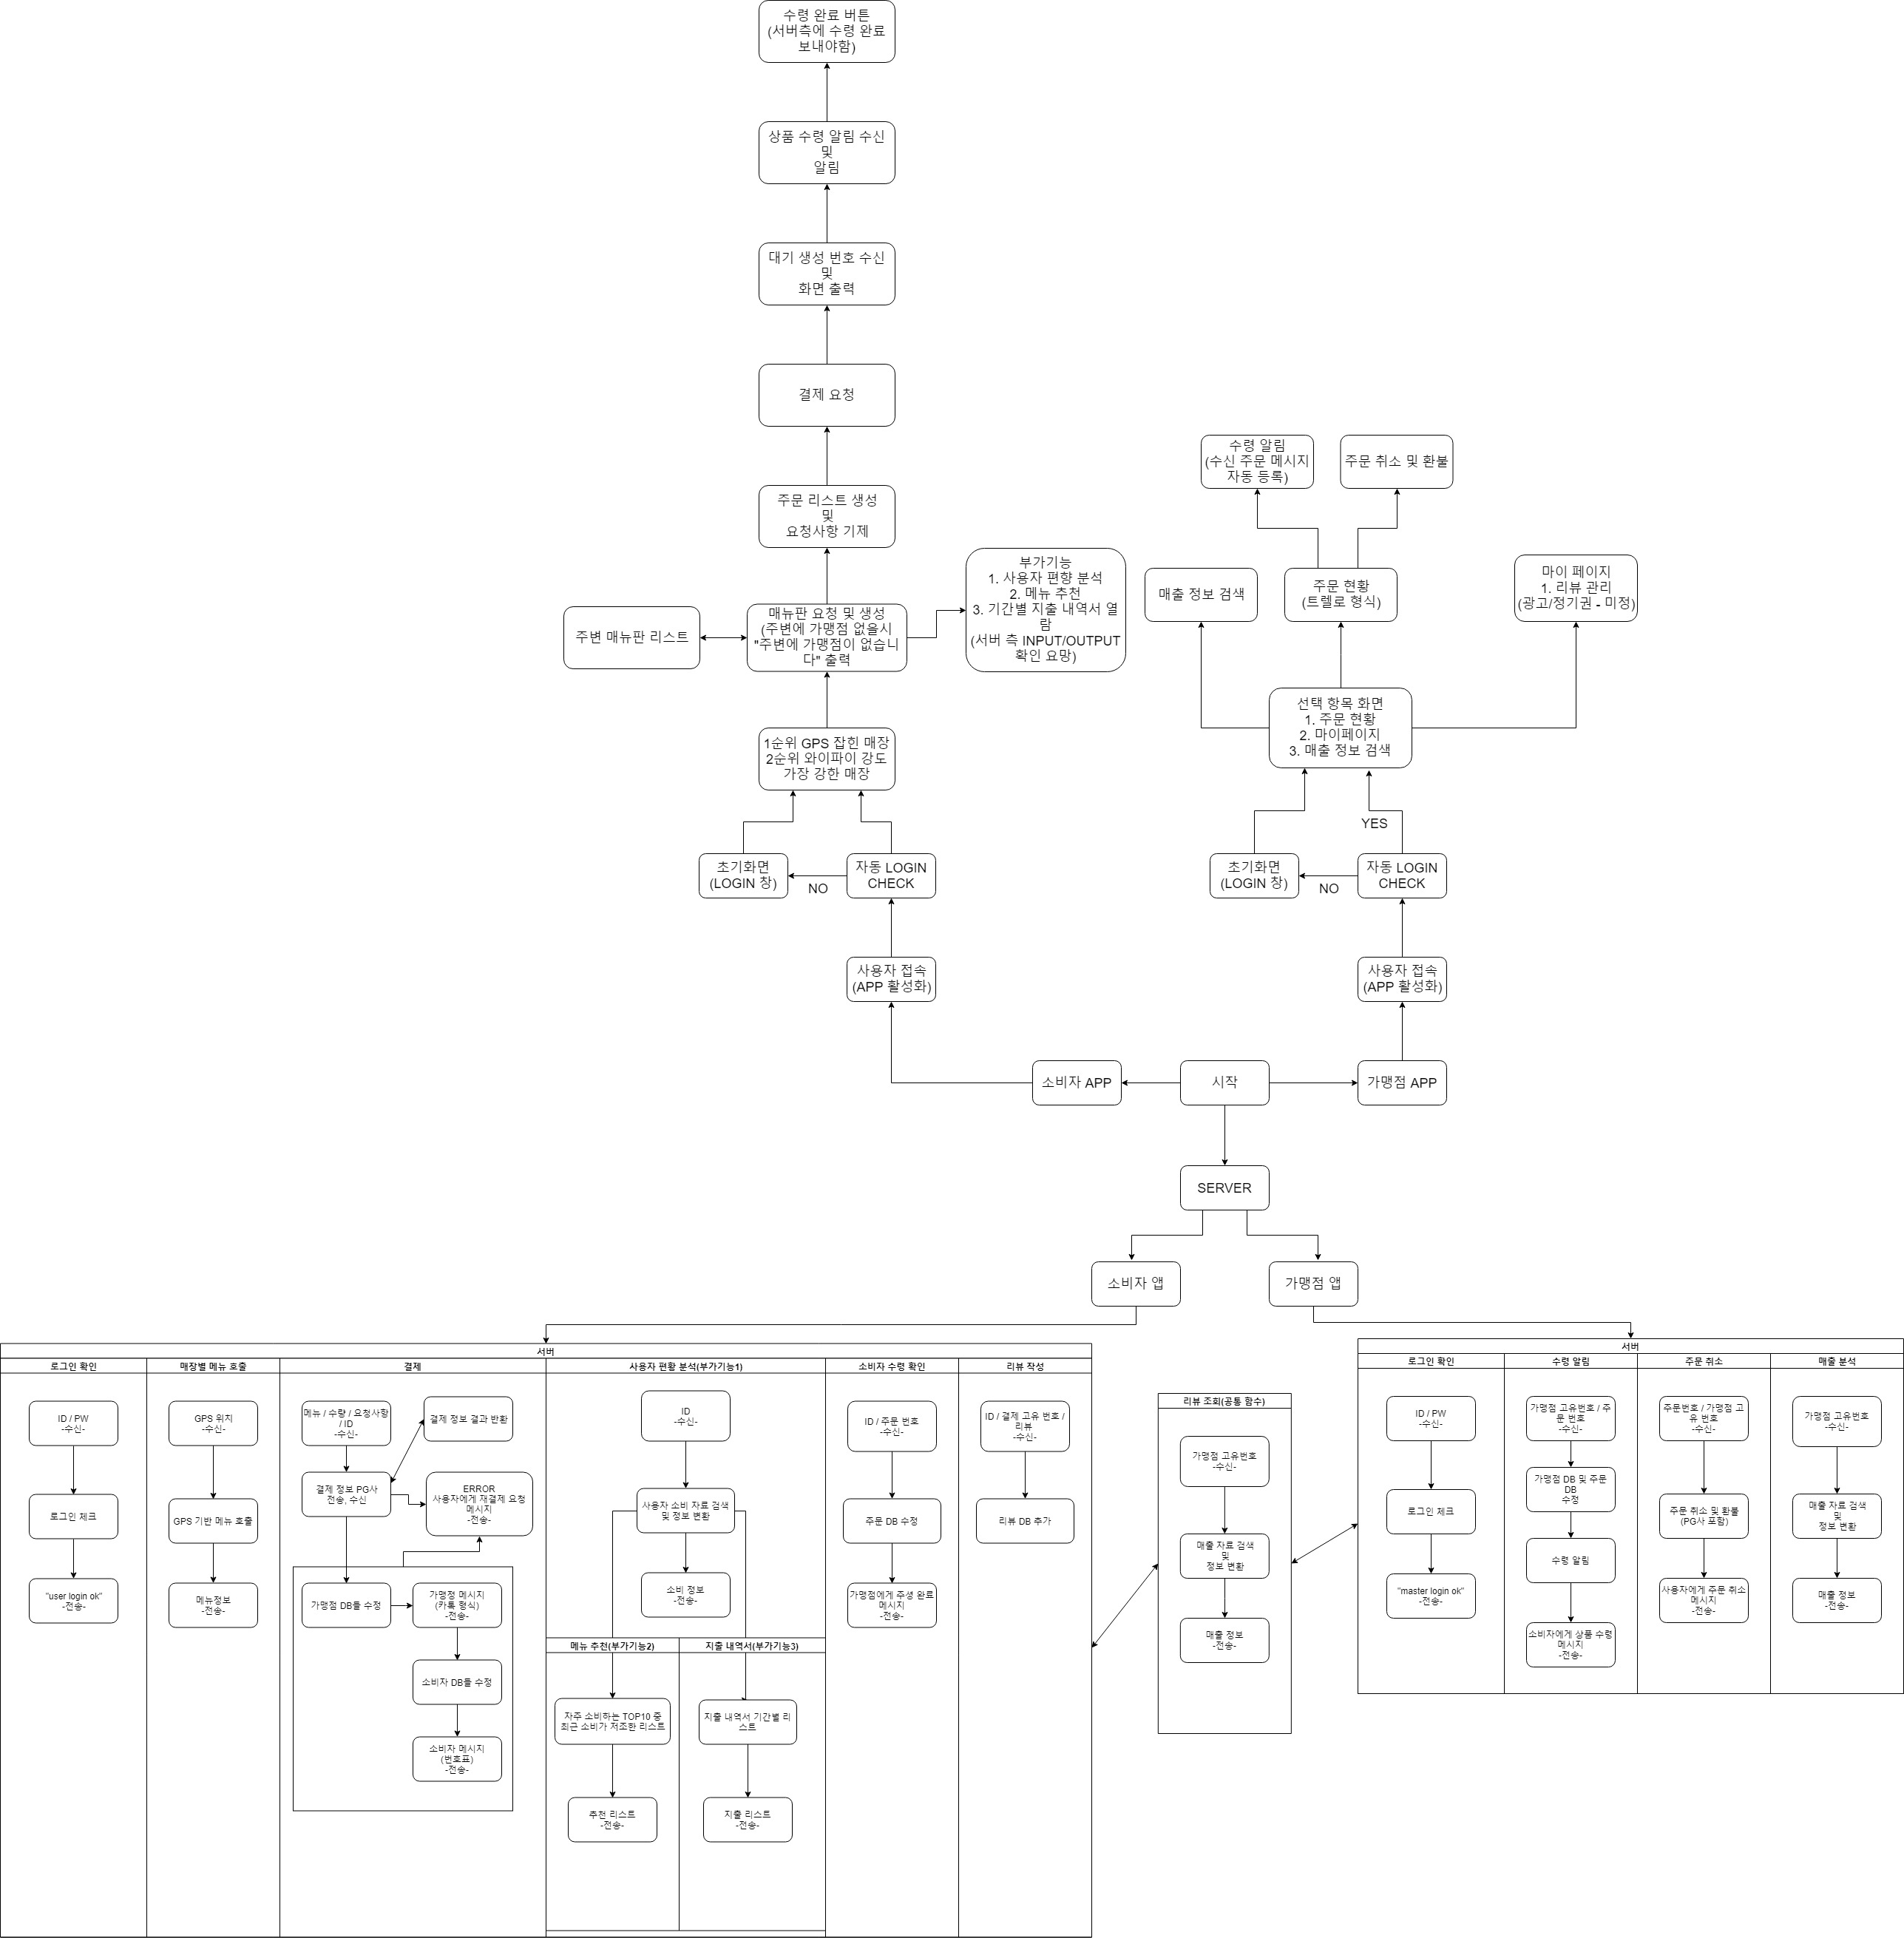 수령 완료 버튼
(서버측에 수령 완료
보내야함)
상품 수령 알림 수신
및
알림
대기 생성 번호 수신
및
화면 출력
결제 요청
주문 리스트 생성
및
요청사항 기제
주변 매뉴판 리스트
매뉴판 요청 및 생성
(주변에 가맹점 없을시
"주변에 가맹점이 없습니
다" 출력
부가기능
1. 사용자 편향 분석
2. 메뉴 추천
3. 기간별 지출 내역서 열
람
(서버 측 INPUT/OUTPUT
확인 요망)
1순위 GPS 잡힌 매장
2순위 와이파이 강도
가장 강한 매장
초기화면
(LOGIN 창)
NO
자동 LOGIN
CHECK
사용자 접속
(APP 활성화)
수령 알림
(수신 주문 메시지
자동 등록)
주문 취소 및 환불
매출 정보 검색
주문 현황
(트렐로 형식)
마이 페이지
1. 리뷰 관리
(광고/정기권 - 미정)
선택 항목 화면
1. 주문 현황
2. 마이페이지
3. 매출 정보 검색
YES
초기화면
(LOGIN 창)
NO
자동 LOGIN
CHECK
사용자 접속
(APP 활성화)
소비자 APP
시작
가맹점 APP
SERVER
소비자 앱
가맹점 앱
서버
로그인 확인
ID / PW
-수신-
로그인 체크
"user login ok"
-전송-
매장별 메뉴 호출
GPS 위치
-수신-
GPS 기반 메뉴 호출
메뉴정보
-전송-
결제
메뉴 / 수량 / 요청사항
/ ID
-수신-
결제 정보 결과 반환
결제 정보 PG사
전송, 수신
ERROR
사용자에게 재결제 요청
메시지
-전송-
가맹점 DB들 수정
가맹정 메시지
(카톡 형식)
-전송-
소비자 DB들 수정
소비자 메시지
(번호표)
-전송-
사용자 편황 분석(부가기능1)
ID
-수신-
사용자 소비 자료 검색
및 정보 변환
소비 정보
-전송-
메뉴 추천(부가기능2)
자주 소비하는 TOP10 중
최근 소비가 저조한 리스트
추천 리스트
-전송-
지출 내역서(부가기능3)
지출 내역서 기간별 리
스트
지출 리스트
-전송-
소비자 수령 확인
ID / 주문 번호
-수신-
주문 DB 수정
가맹점에게 주생 완료
메시지
-전송-
리뷰 작성
ID / 결제 고유 번호 /
리뷰
-수신-
리뷰 DB 추가
리뷰 조회(공통 함수)
가맹점 고유번호
-수신-
매출 자료 검색
및
정보 변환
매출 정보
-전송-
서버
로그인 확인
ID / PW
-수신-
로그인 체크
"master login ok"
-전송-
수령 알림
가맹점 고유번호 / 주
문 번호
-수신-
가맹점 DB 및 주문
DB
수정
수령 알림
소비자에게 상품 수령
메시지
-전송-
주문 취소
주문번호 / 가맹점 고
유 번호
-수신-
주문 취소 및 환불
(PG사 포함)
사용자에게 주문 취소
메시지
-전송-
매출 분석
가맹점 고유번호
-수신-
매출 자료 검색
및
정보 변환
매출 정보
-전송-